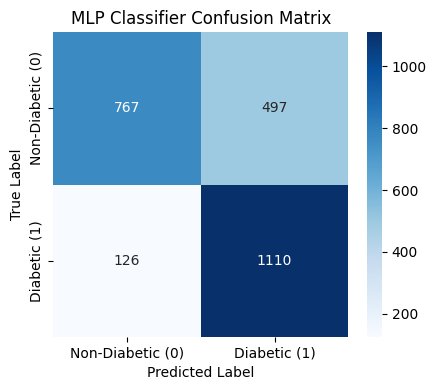 MLP Classifier Confusion Matrix
True Label
Non-Diabetic (0)
Diabetic (1)
767
497
126
1110
Non-Diabetic (0)
Diabetic (1)
Predicted Label
1000
800
600
400
200